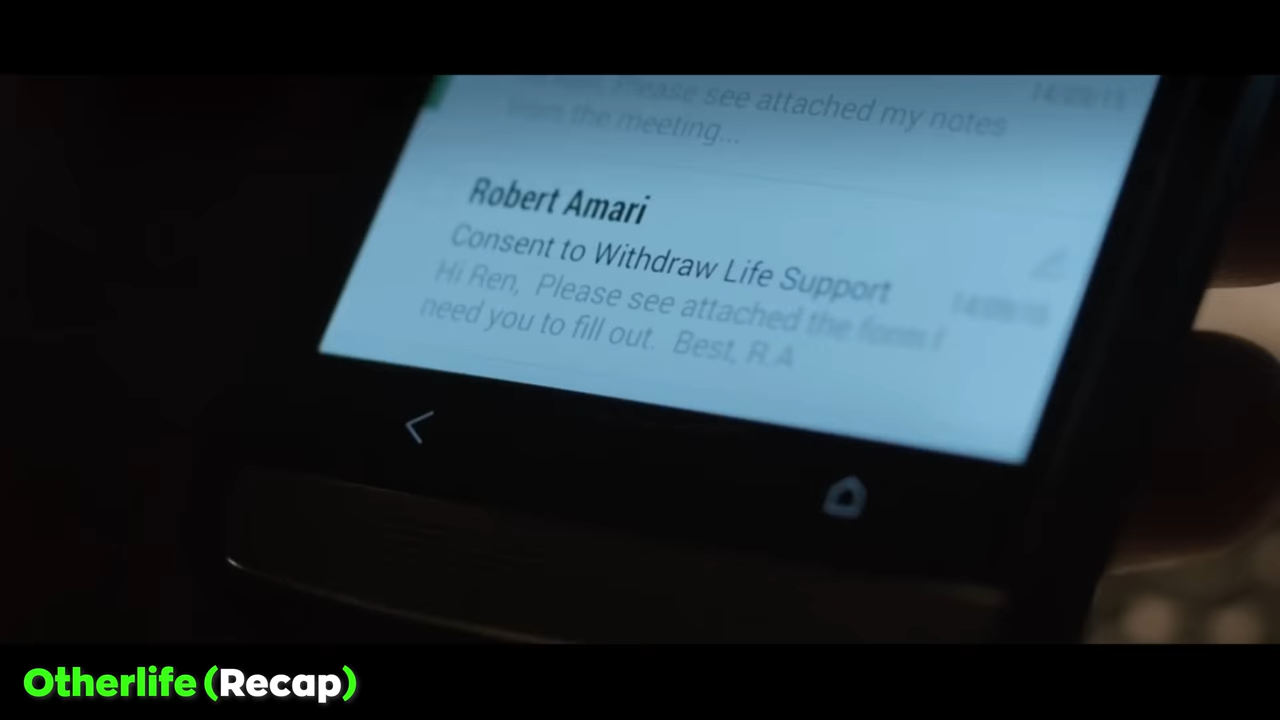 Please see attached my notes
from the meeting...
Robert Amari
Consent to Withdraw Life Support
Hi Ren, Please see attached the form I
need you to fill out. Best, R.A
Otherlife (Recap)